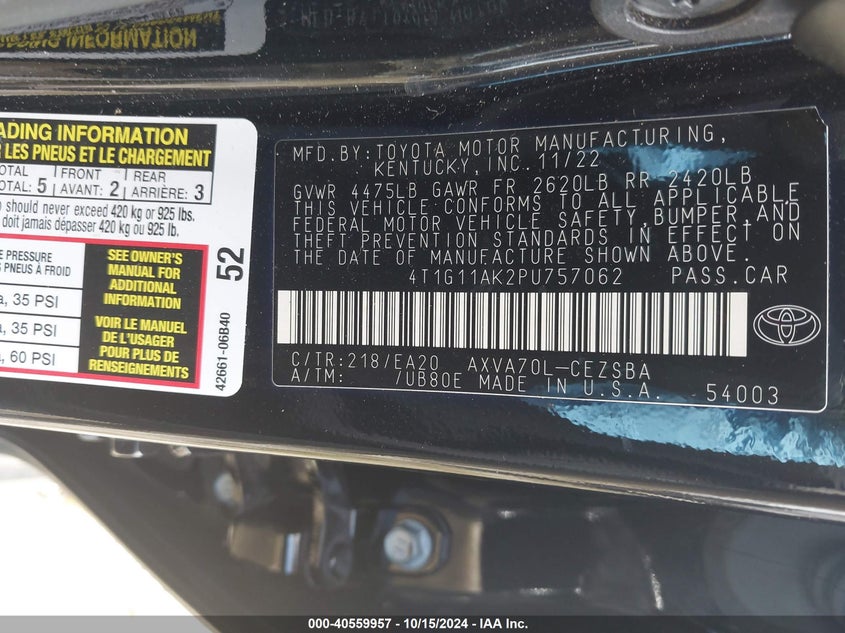 ADING INFORMATION
R LES PNEUS ET LE CHARGEMENT
TOTAL FRONT REAR
TOTAL: 5 AVANT: 2 ARRIÈRE: 3
o should never exceed 420 kg or 925 lbs.
doit jamais dépasser 420 kg ou 925 lb.
E PRESSURE
S PNEUS À FROID
a, 35 PSI
a, 35 PSI
a, 60 PSI
SEE OWNER'S
MANUAL FOR
ADDITIONAL
INFORMATION
VOIR LE MANUEL
DE L'USAGER
POUR PLUS DE
RENSEIGNEMENTS
52
42661-06B40
MFD.BY:TOYOTA MOTOR MANUFACTURING,
KENTUCKY, INC. 11/22
GVWR 4475LB GAWR FR 2620LB RR 2420LB
THIS VEHICLE CONFORMS TO ALL APPLICABLE
FEDERAL MOTOR VEHICLE SAFETY, BUMPER, AND
THEFT PREVENTION STANDARDS IN EFFECT ON
THE DATE OF MANUFACTURE SHOWN ABOVE.
4T1G11AK2PU757062 PASS.CAR
C/TR:218/EA20 AXVA70L-CEZSBA
A/TM: /UB80E MADE IN U.S.A. 54003
000-40559957 - 10/15/2024 - IAAI Inc.